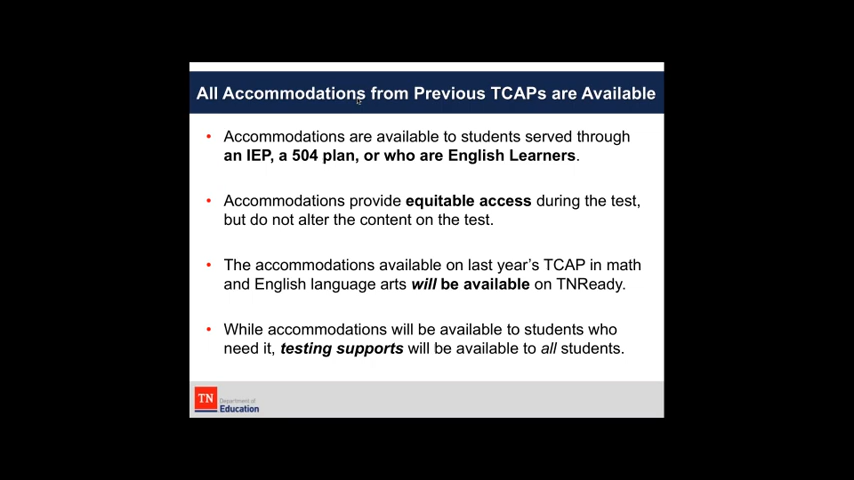 All Accommodations from Previous TCAPs are Available
• Accommodations are available to students served through
an IEP, a 504 plan, or who are English Learners.
• Accommodations provide equitable access during the test,
but do not alter the content on the test.
• The accommodations available on last year’s TCAP in math
and English language arts will be available on TNReady.
• While accommodations will be available to students who
need it, testing supports will be available to all students.
TN
Department of
Education